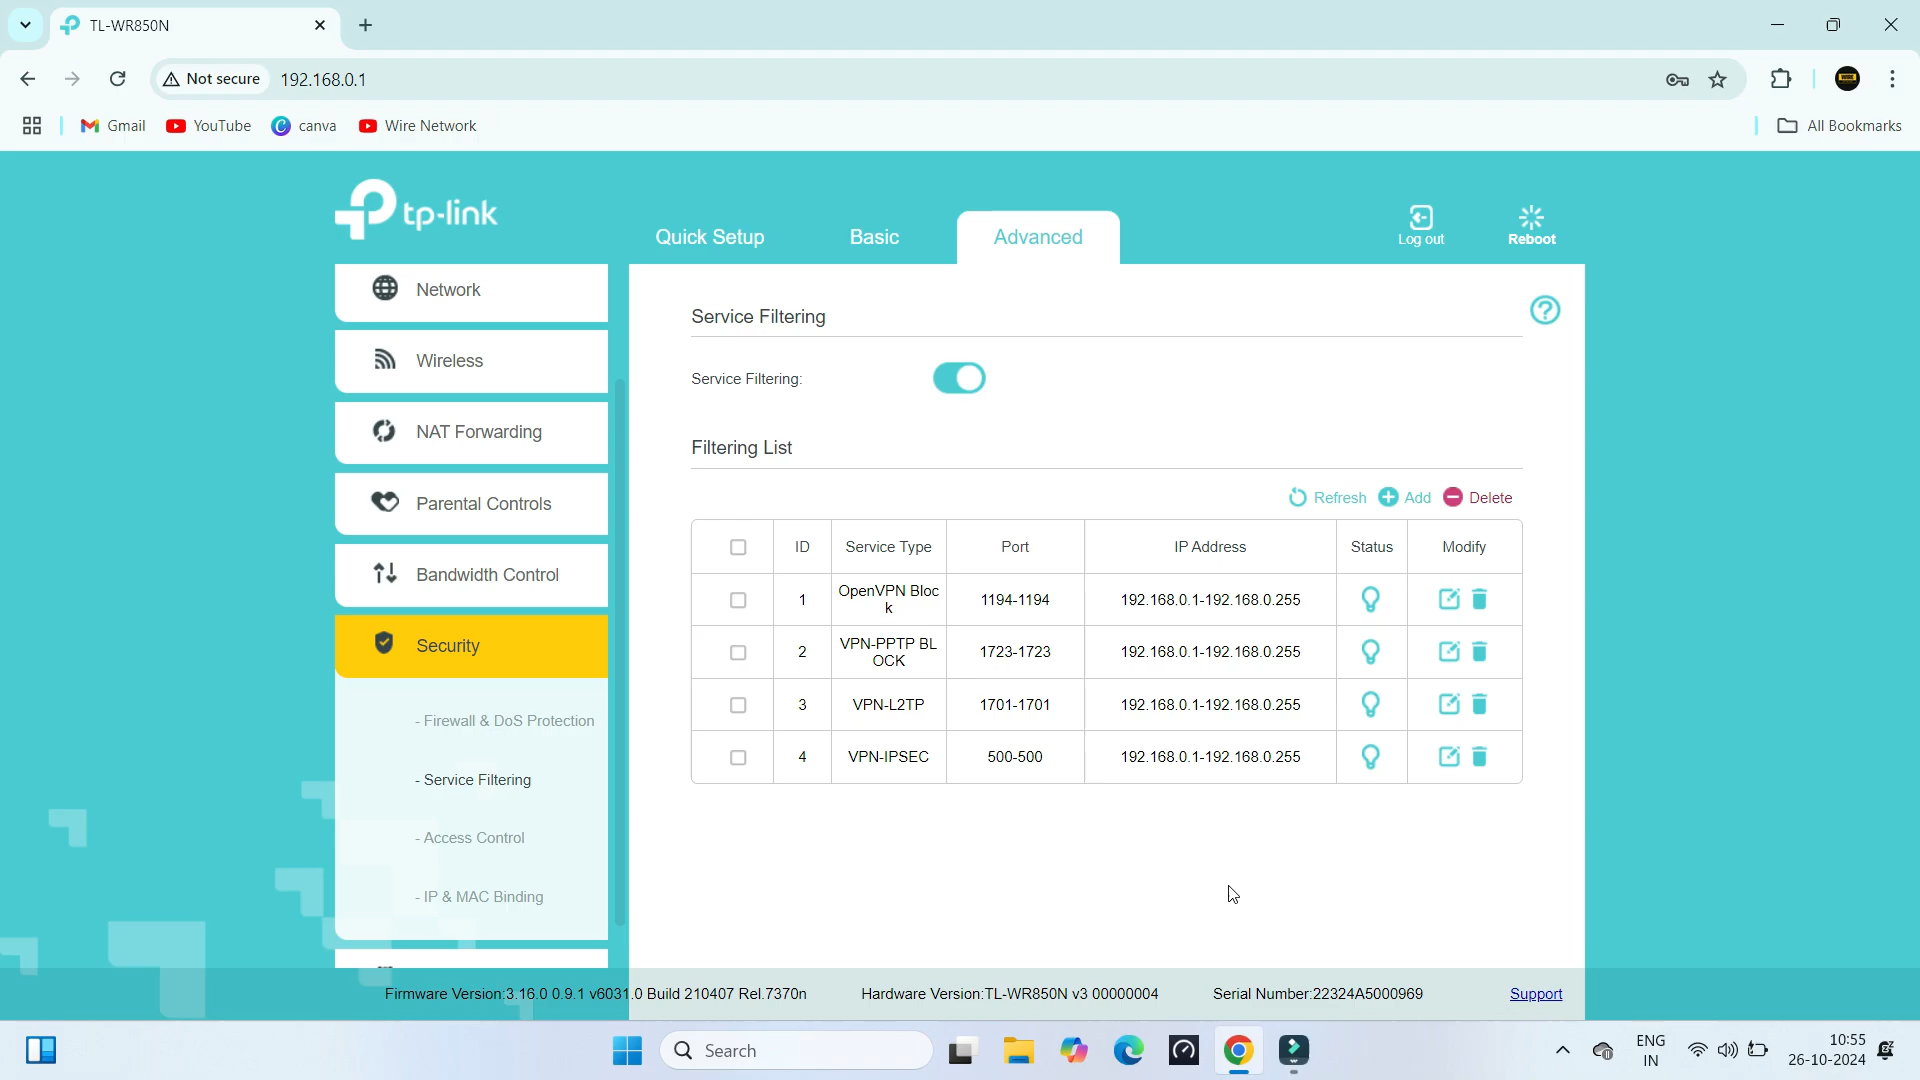 TL-WR850N
Not secure 192.168.0.1
Gmail YouTube canva Wire Network All Bookmarks
tp-link
Quick Setup Basic Advanced Log out Reboot
Network
Wireless
NAT Forwarding
Parental Controls
Bandwidth Control
Security
- Firewall & DoS Protection
- Service Filtering
- Access Control
- IP & MAC Binding
Service Filtering
Service Filtering:
Filtering List
Refresh Add Delete
ID Service Type Port IP Address Status Modify
1 OpenVPN Bloc
k 1194-1194 192.168.0.1-192.168.0.255
2 VPN-PPTP BL
OCK 1723-1723 192.168.0.1-192.168.0.255
3 VPN-L2TP 1701-1701 192.168.0.1-192.168.0.255
4 VPN-IPSEC 500-500 192.168.0.1-192.168.0.255
Firmware Version:3.16.0 0.9.1 v6031.0 Build 210407 Rel.7370n Hardware Version:TL-WR850N v3 00000004 Serial Number:22324A5000969 Support
Search
ENG
IN
10:55
26-10-2024